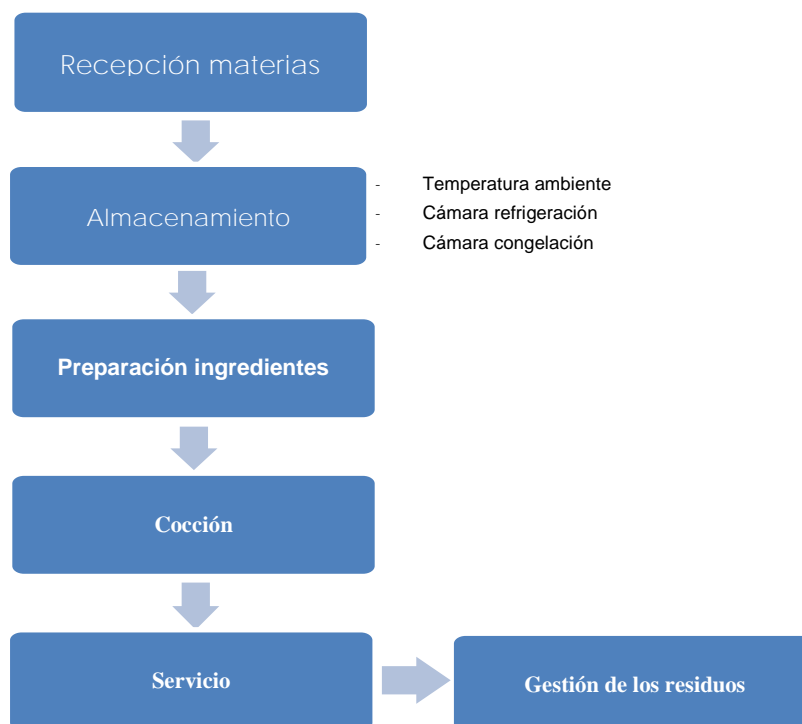 Recepción materias
Almacenamiento
- Temperatura ambiente
- Cámara refrigeración
- Cámara congelación
Preparación ingredientes
Cocción
Servicio
Gestión de los residuos